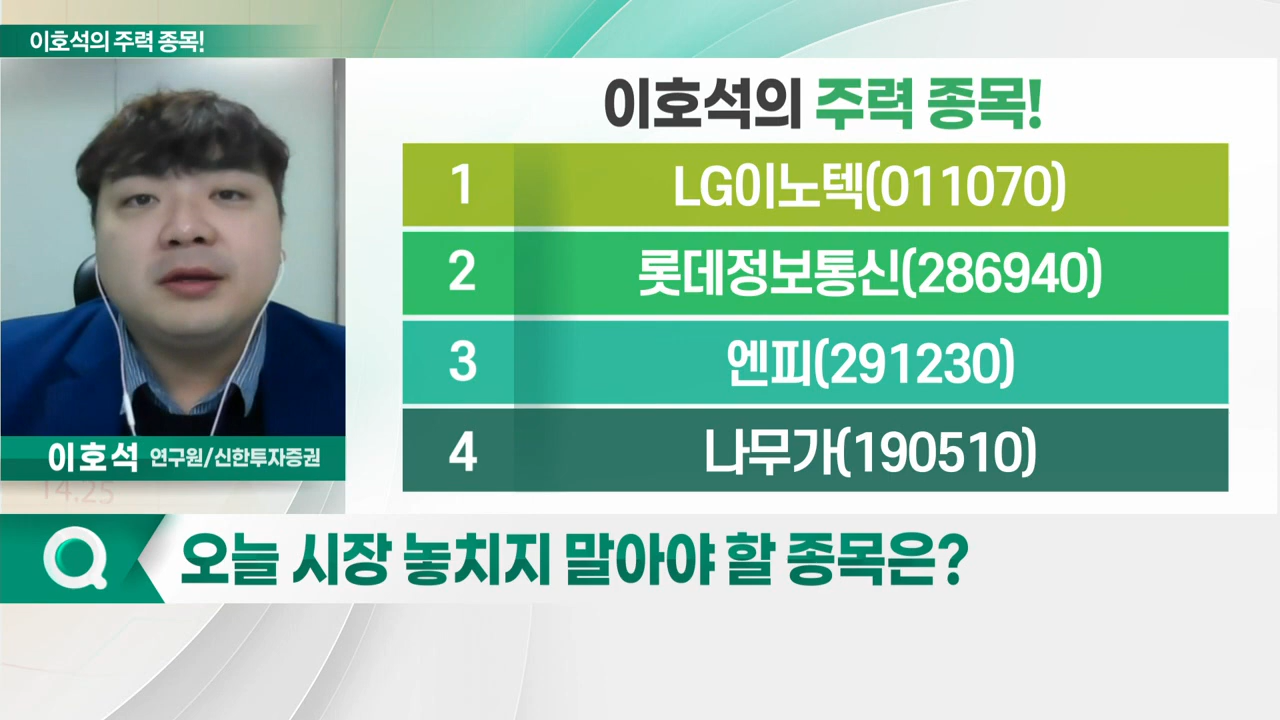 이호석의 주력 종목!
이호석의 주력 종목!
1 LG이노텍(011070)
2 롯데정보통신(286940)
3 엔피(291230)
4 나무가(190510)
이호석 연구원/신한투자증권
14.25
Q 오늘 시장 놓치지 말아야 할 종목은?